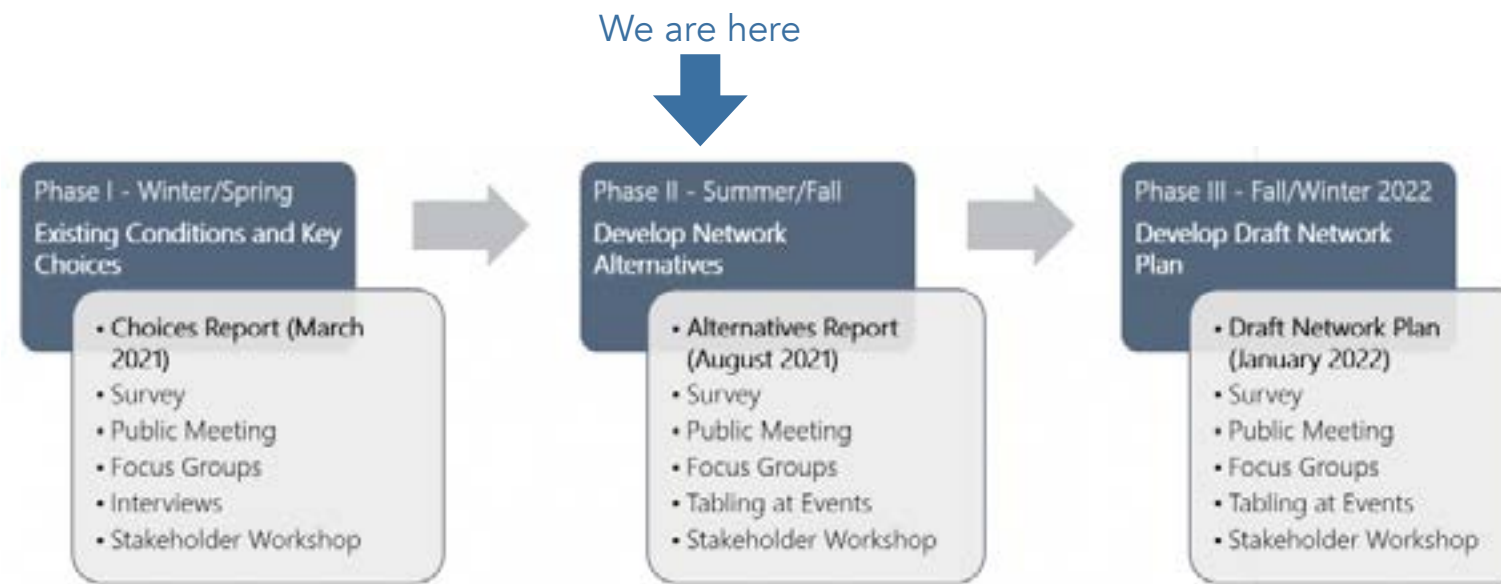 We are here
Phase I - Winter/Spring
Existing Conditions and Key
Choices
• Choices Report (March
2021)
• Survey
• Public Meeting
• Focus Groups
• Interviews
• Stakeholder Workshop
Phase II - Summer/Fall
Develop Network
Alternatives
• Alternatives Report
(August 2021)
• Survey
• Public Meeting
• Focus Groups
• Tabling at Events
• Stakeholder Workshop
Phase III - Fall/Winter 2022
Develop Draft Network
Plan
• Draft Network Plan
(January 2022)
• Survey
• Public Meeting
• Focus Groups
• Tabling at Events
• Stakeholder Workshop